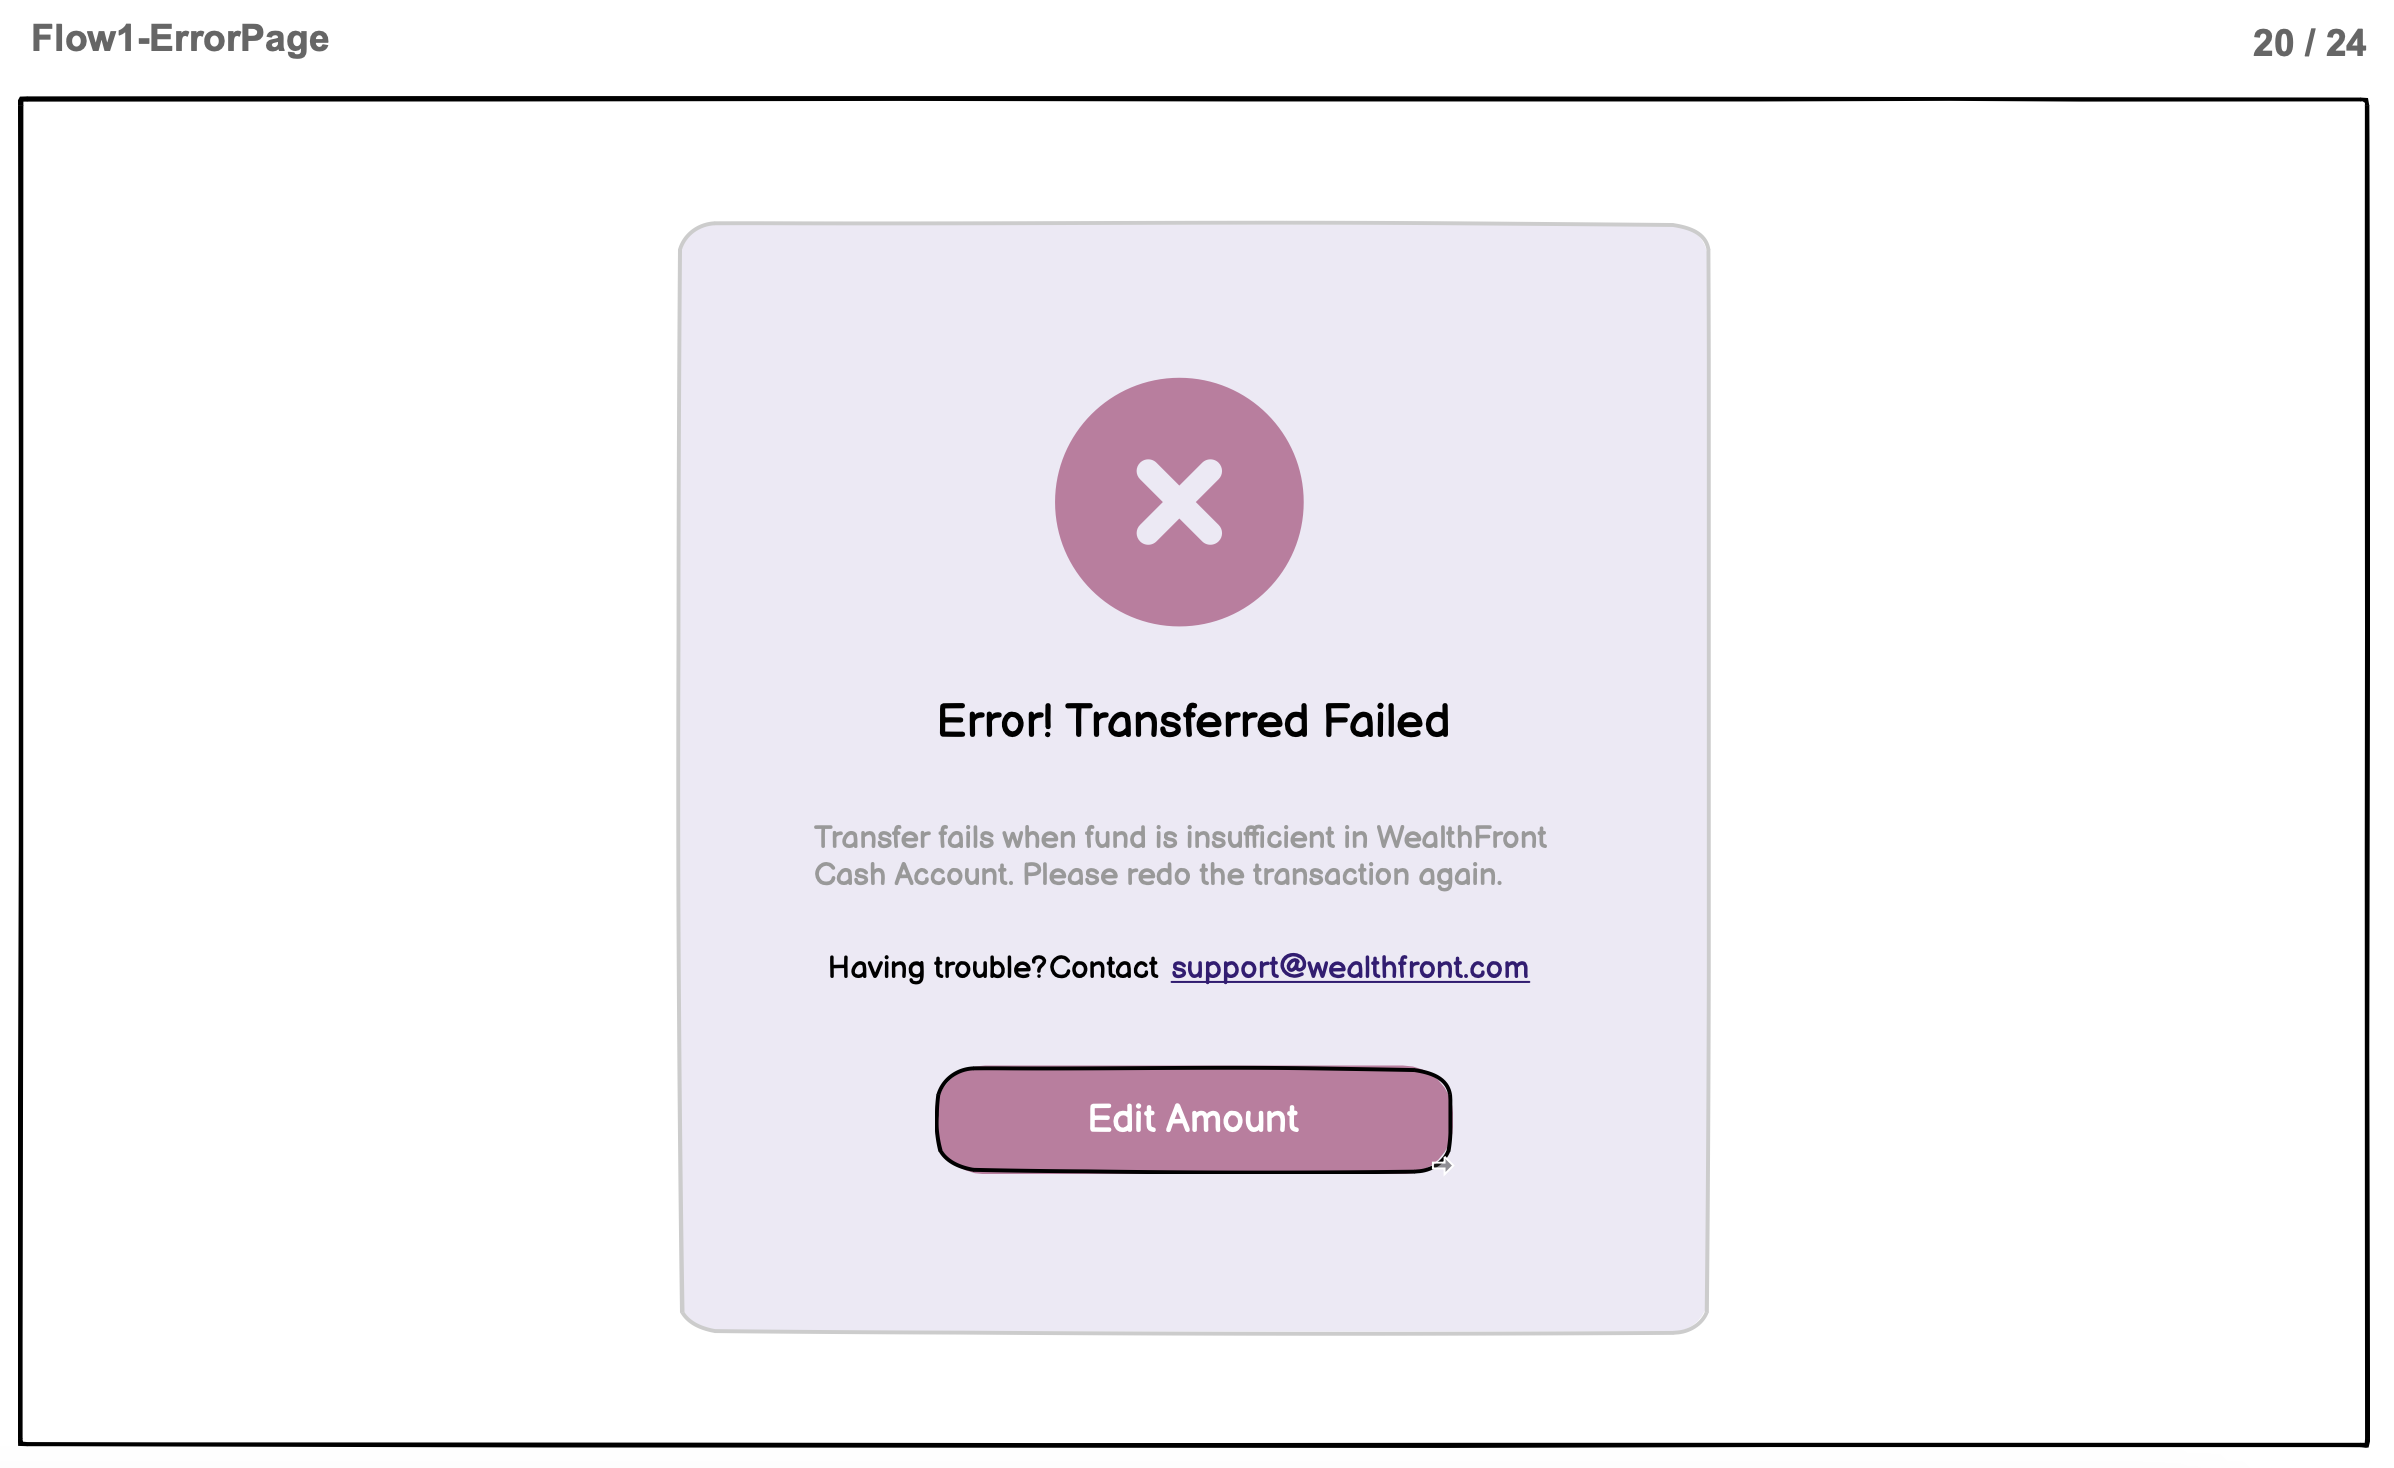 Flow1-ErrorPage
20 / 24
Error! Transferred Failed
Transfer fails when fund is insufficient in WealthFront
Cash Account. Please redo the transaction again.
Having trouble?Contact support@wealthfront.com
Edit Amount